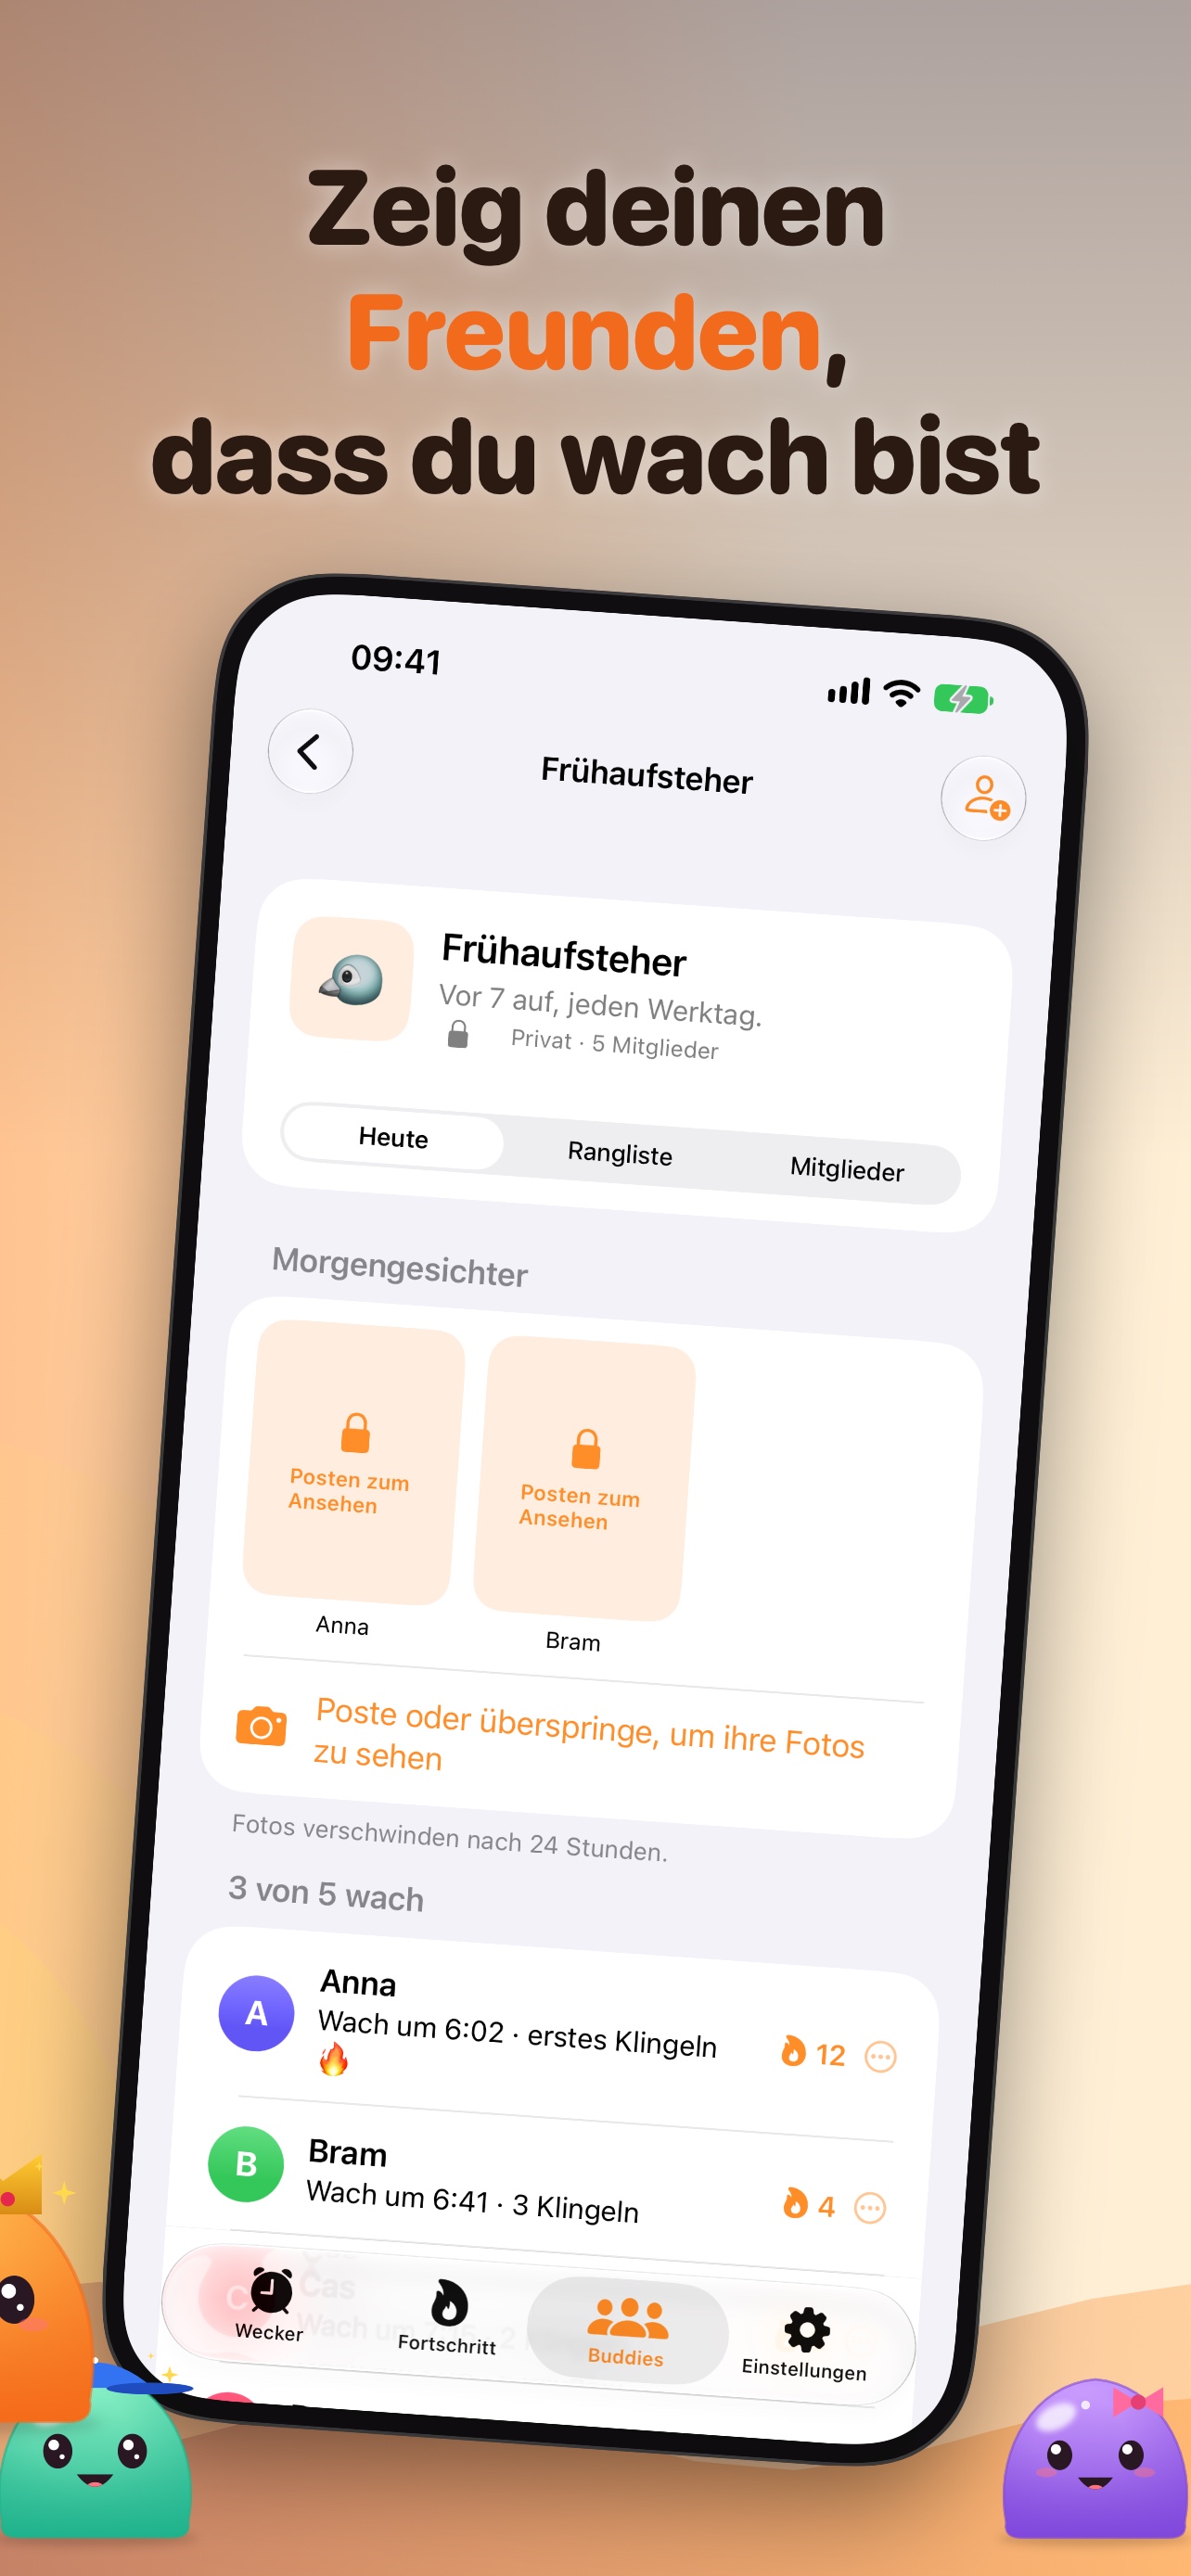 Zeig deinen
Freunden,
dass du wach bist
09:41
Frühaufsteher
Frühaufsteher
Vor 7 auf, jeden Werktag.
Privat · 5 Mitglieder
Heute
Rangliste
Mitglieder
Morgengesichter
Posten zum
Ansehen
Posten zum
Ansehen
Anna
Bram
Poste oder überspringe, um ihre Fotos
zu sehen
Fotos verschwinden nach 24 Stunden.
3 von 5 wach
A
Anna
Wach um 6:02 · erstes Klingeln
🔥
12
B
Bram
Wach um 6:41 · 3 Klingeln
4
C
Cas
Wecker
Fortschritt
Buddies
Einstellungen